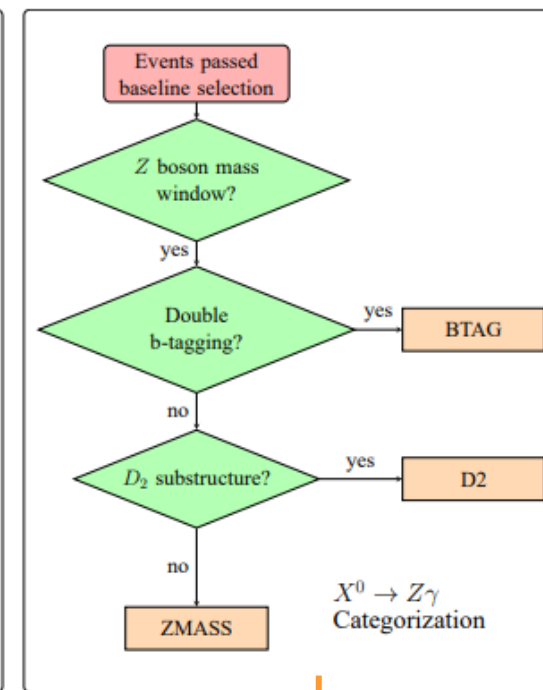 Events passed
baseline selection
Z boson mass
window?
yes
Double
b-tagging?
yes
BTAG
no
D₂ substructure?
yes
D2
no
ZMASS
X⁰ → Zγ
Categorization